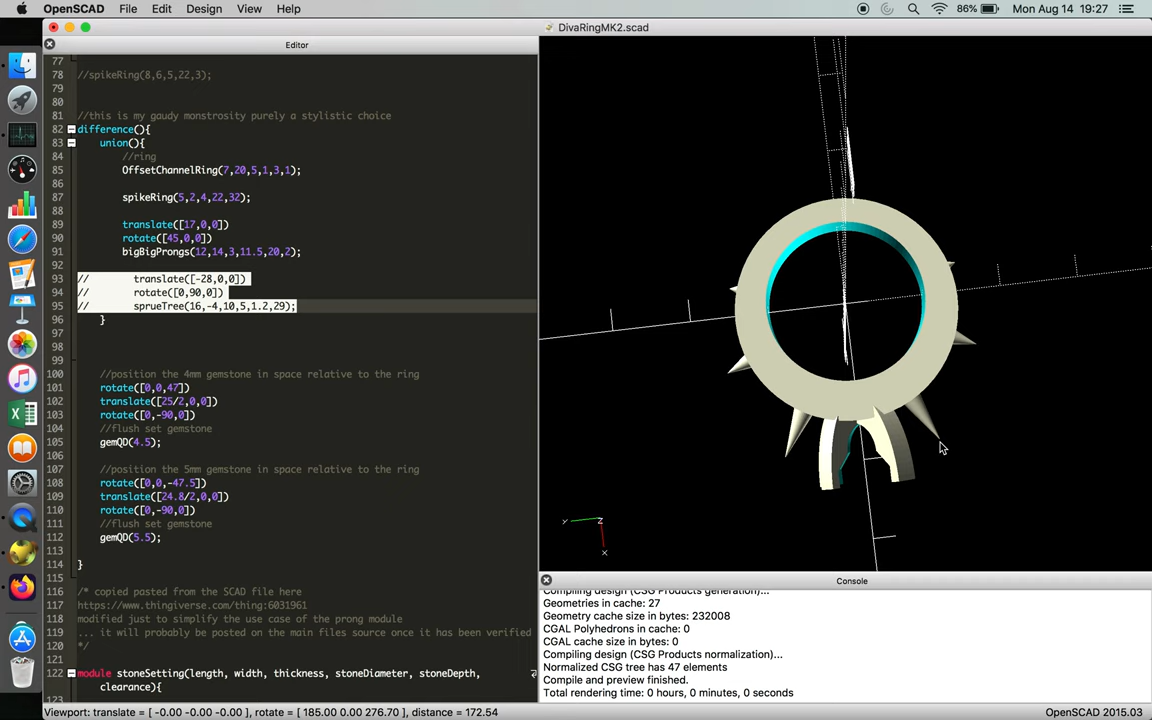 OpenSCAD File Edit Design View Help 86% Mon Aug 14 19:27
DivaRingMK2.scad
Editor
77
78 //spikeRing(8,6,5,22,3);
79
80
81 //this is my gaudy monstrosity purely a stylistic choice
82 difference(){
83 union(){
84 //ring
85 OffsetChannelRing(7,20,5,1,3,1);
86
87 spikeRing(5,2,4,22,32);
88
89 translate([17,0,0])
90 rotate([45,0,0])
91 bigBigProngs(12,14,3,11.5,20,2);
92
93 // translate([-28,0,0])
94 // rotate([0,90,0])
95 // sprueTree(16,-4,10,5,1.2,29);
96 }
97
98
99
100 //position the 4mm gemstone in space relative to the ring
101 rotate([0,0,47])
102 translate([25/2,0,0])
103 rotate([0,-90,0])
104 //flush set gemstone
105 gemQD(4.5);
106
107 //position the 5mm gemstone in space relative to the ring
108 rotate([0,0,-47.5])
109 translate([24.8/2,0,0])
110 rotate([0,-90,0])
111 //flush set gemstone
112 gemQD(5.5);
113
114 }
115
116 /* copied pasted from the SCAD file here
117 https://www.thingiverse.com/thing:6031961
118 modified just to simplify the use case of the prong module
119 ... it will probably be posted on the main files source once it has been verified
120 */
121
122 module stoneSetting(length, width, thickness, stoneDiameter, stoneDepth,
clearance){
123
y z x
Console
Compiling design (CSG Products generation)...
Geometries in cache: 27
Geometry cache size in bytes: 232008
CGAL Polyhedrons in cache: 0
CGAL cache size in bytes: 0
Compiling design (CSG Products normalization)...
Normalized CSG tree has 47 elements
Compile and preview finished.
Total rendering time: 0 hours, 0 minutes, 0 seconds
Viewport: translate = [ -0.00 -0.00 -0.00 ], rotate = [ 185.00 0.00 276.70 ], distance = 172.54 OpenSCAD 2015.03